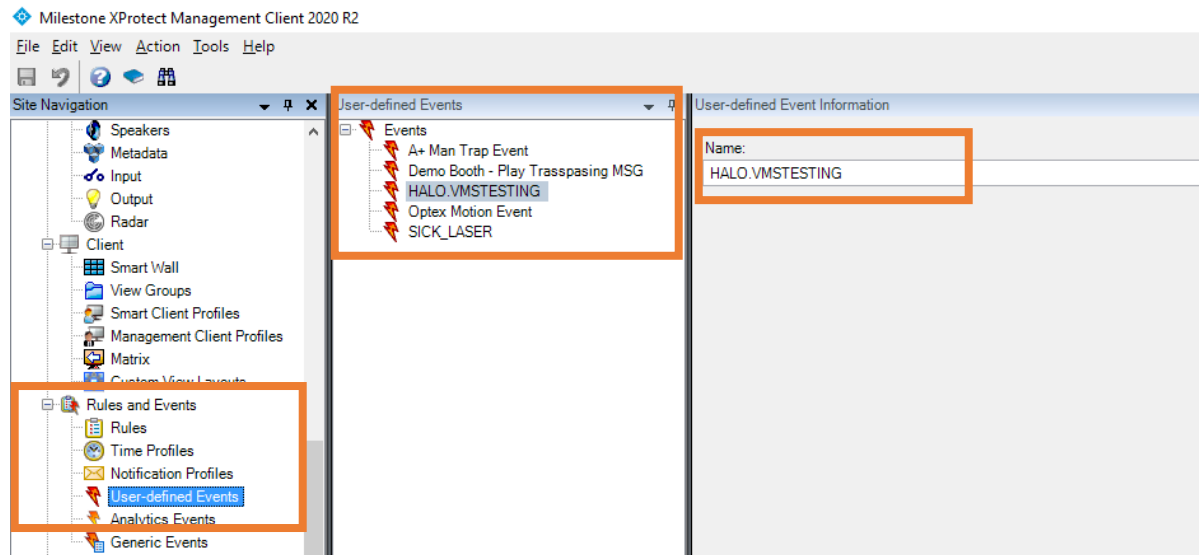 Milestone XProtect Management Client 2020 R2
File Edit View Action Tools Help
Site Navigation
Speakers
Metadata
Input
Output
Radar
Client
Smart Wall
View Groups
Smart Client Profiles
Management Client Profiles
Matrix
Custom View Layouts
Rules and Events
Rules
Time Profiles
Notification Profiles
User-defined Events
Analytics Events
Generic Events
User-defined Events
Events
A+ Man Trap Event
Demo Booth - Play Trasspasing MSG
HALO.VMSTESTING
Optex Motion Event
SICK_LASER
User-defined Event Information
Name:
HALO.VMSTESTING